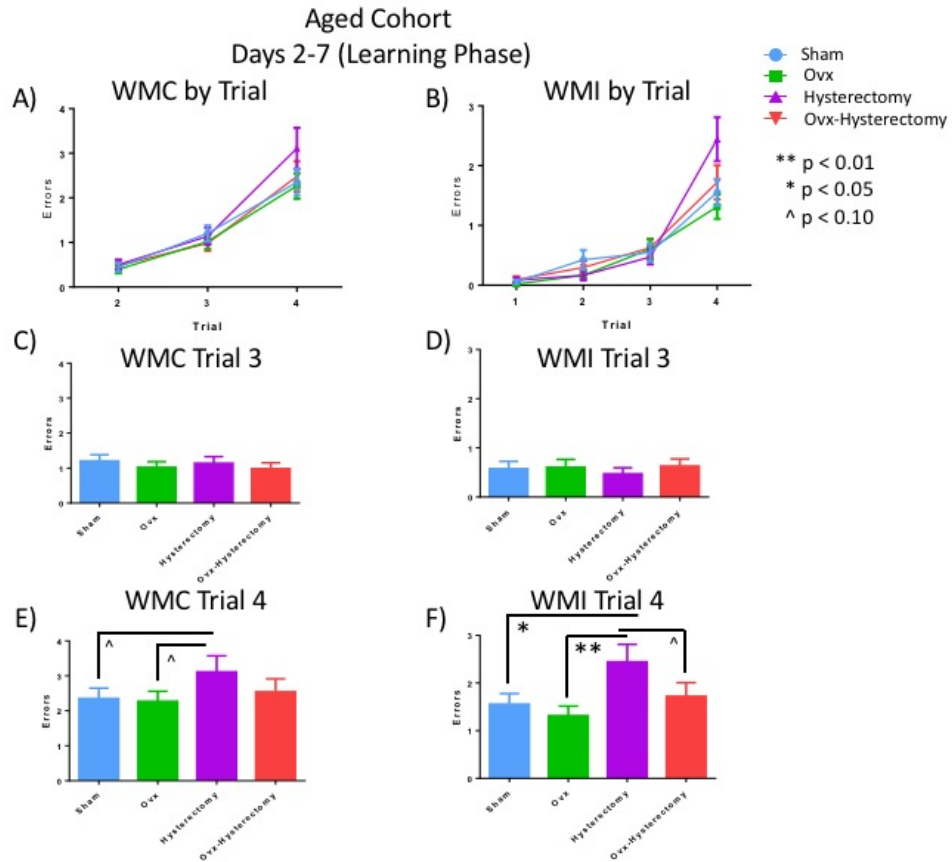 Aged Cohort
Days 2-7 (Learning Phase)
Sham
Ovx
Hysterectomy
Ovx-Hysterectomy
** p < 0.01
* p < 0.05
^ p < 0.10
A)
WMC by Trial
4
3
2
1
0
Errors
2 3 4
Trial
B)
WMI by Trial
3
2
1
0
Errors
1 2 3 4
Trial
C)
WMC Trial 3
4
3
2
1
0
Errors
Sham
Ovx
Hysterectomy
Ovx-Hysterectomy
D)
WMI Trial 3
3
2
1
0
Errors
Sham
Ovx
Hysterectomy
Ovx-Hysterectomy
E)
WMC Trial 4
^
^
4
3
2
1
0
Errors
Sham
Ovx
Hysterectomy
Ovx-Hysterectomy
F)
WMI Trial 4
*
**
^
3
2
1
0
Errors
Sham
Ovx
Hysterectomy
Ovx-Hysterectomy